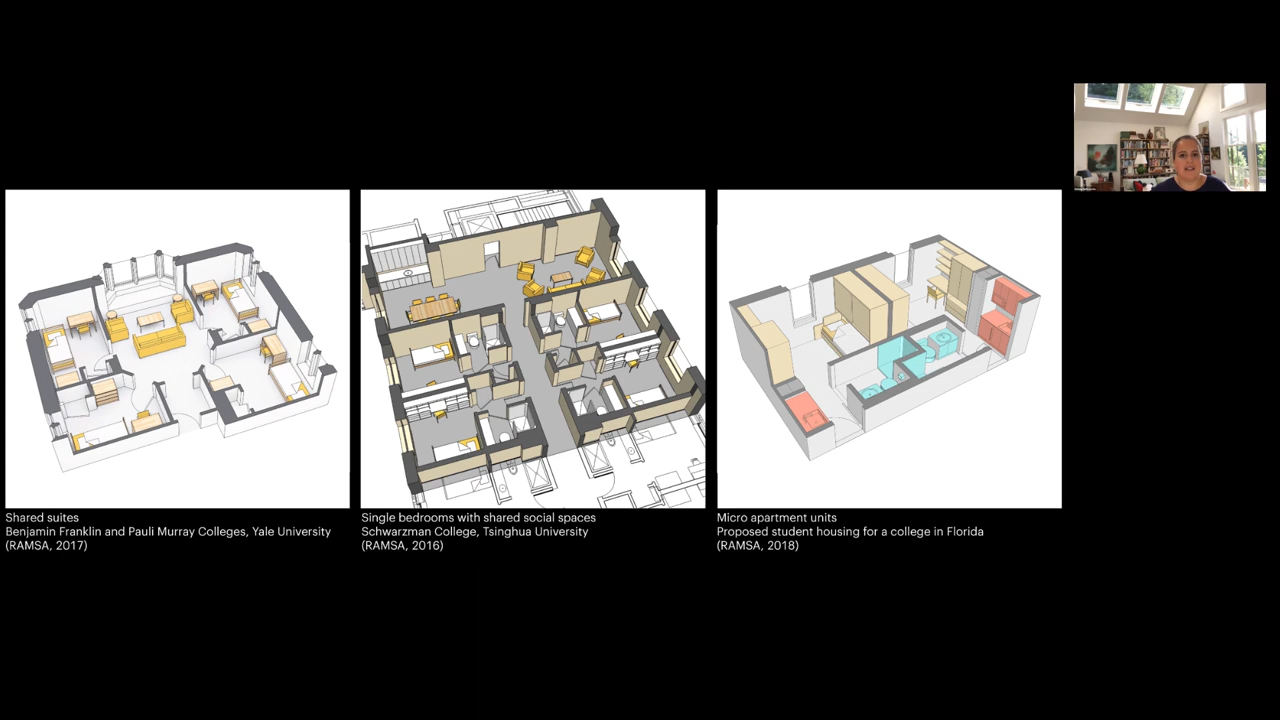 Shared suites
Benjamin Franklin and Pauli Murray Colleges, Yale University
(RAMSA, 2017)
Single bedrooms with shared social spaces
Schwarzman College, Tsinghua University
(RAMSA, 2016)
Micro apartment units
Proposed student housing for a college in Florida
(RAMSA, 2018)